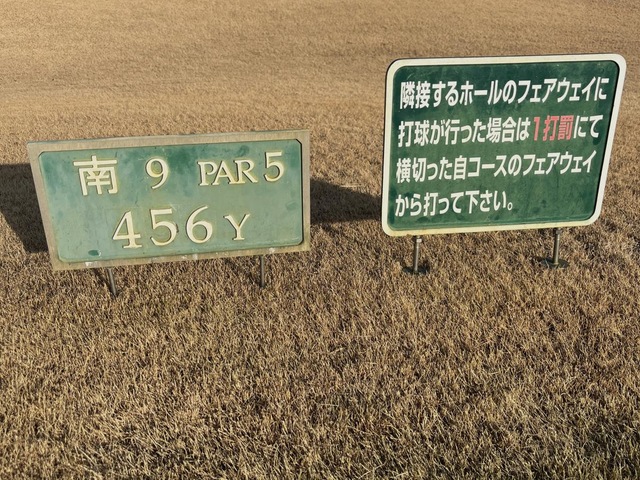 南 9 PAR 5
456 Y
隣接するホールのフェアウェイに
打球が行った場合は1打罰にて
横切った自コースのフェアウェイ
から打って下さい。